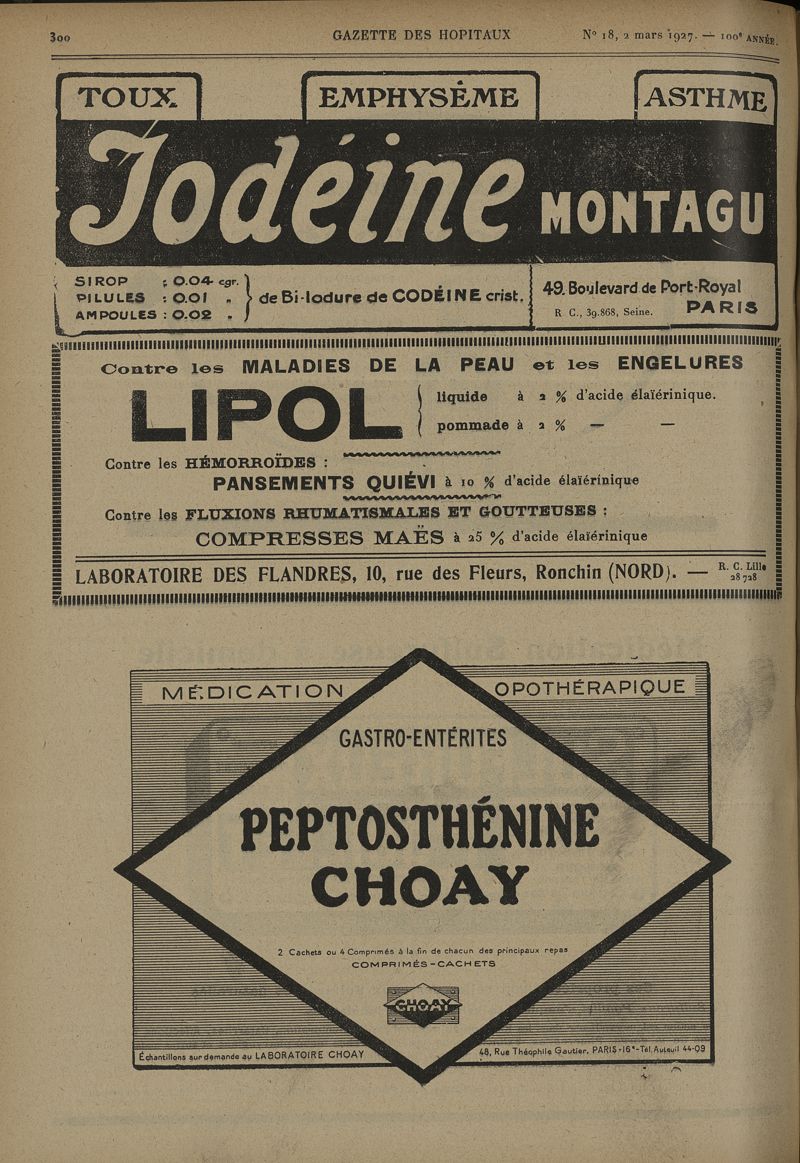 300 GAZETTE DES HOPITAUX Nº 18, 2 mars 1927. — 100e ANNÉE.
TOUX EMPHYSÈME ASTHME
Iodéine MONTAGU
SIROP : 0.04 cgr.
PILULES : 0.01 „
AMPOULES : 0.02 „
de Bi-Iodure de CODÉINE crist.
49, Boulevard de Port-Royal
R. C., 39.868, Seine. PARIS
Contre les MALADIES DE LA PEAU et les ENGELURES
LIPOL
liquide à 2 % d'acide élaïérinique.
pommade à 2 % — —
Contre les HÉMORROÏDES :
PANSEMENTS QUIÉVI à 10 % d'acide élaïérinique
Contre les FLUXIONS RHUMATISMALES ET GOUTTEUSES :
COMPRESSES MAËS à 25 % d'acide élaïérinique
LABORATOIRE DES FLANDRES, 10, rue des Fleurs, Ronchin (NORD). — R. C. Lille 28 728
MÉDICATION OPOTHÉRAPIQUE
GASTRO-ENTÉRITES
PEPTOSTHÉNINE
CHOAY
2 Cachets ou 4 Comprimés à la fin de chacun des principaux repas
COMPRIMÉS - CACHETS
CHOAY
Échantillons sur demande au LABORATOIRE CHOAY 48, Rue Théophile Gautier, PARIS-16e-Tél. Auteuil 44-09